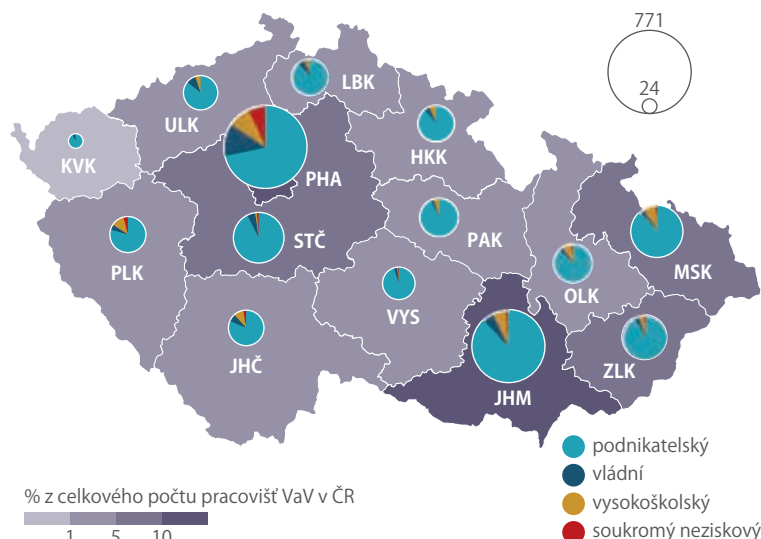 771
24
LBK
ULK
HKK
KVK
PHA
STČ
PAK
PLK
MSK
OLK
VYS
JHČ
ZLK
JHM
podnikatelský
vládní
% z celkového počtu pracovišť VaV v ČR
vysokoškolský
soukromý neziskový
1 5 10